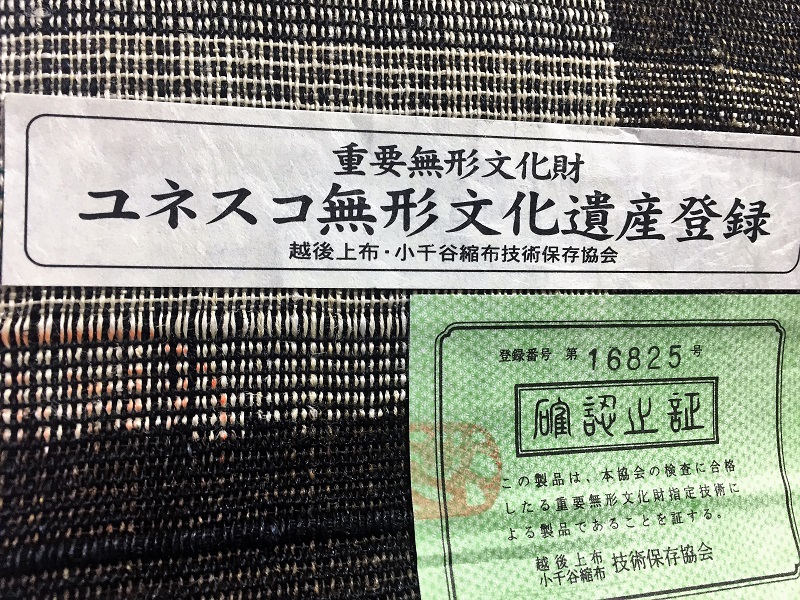 重要無形文化財
ユネスコ無形文化遺産登録
越後上布・小千谷縮布技術保存協会
登録番号 第 16825 号
確認之証
この製品は、本協会の検査に合格
したる重要無形文化財指定技術に
よる製品であることを証する。
越後上布
小千谷縮布 技術保存協会